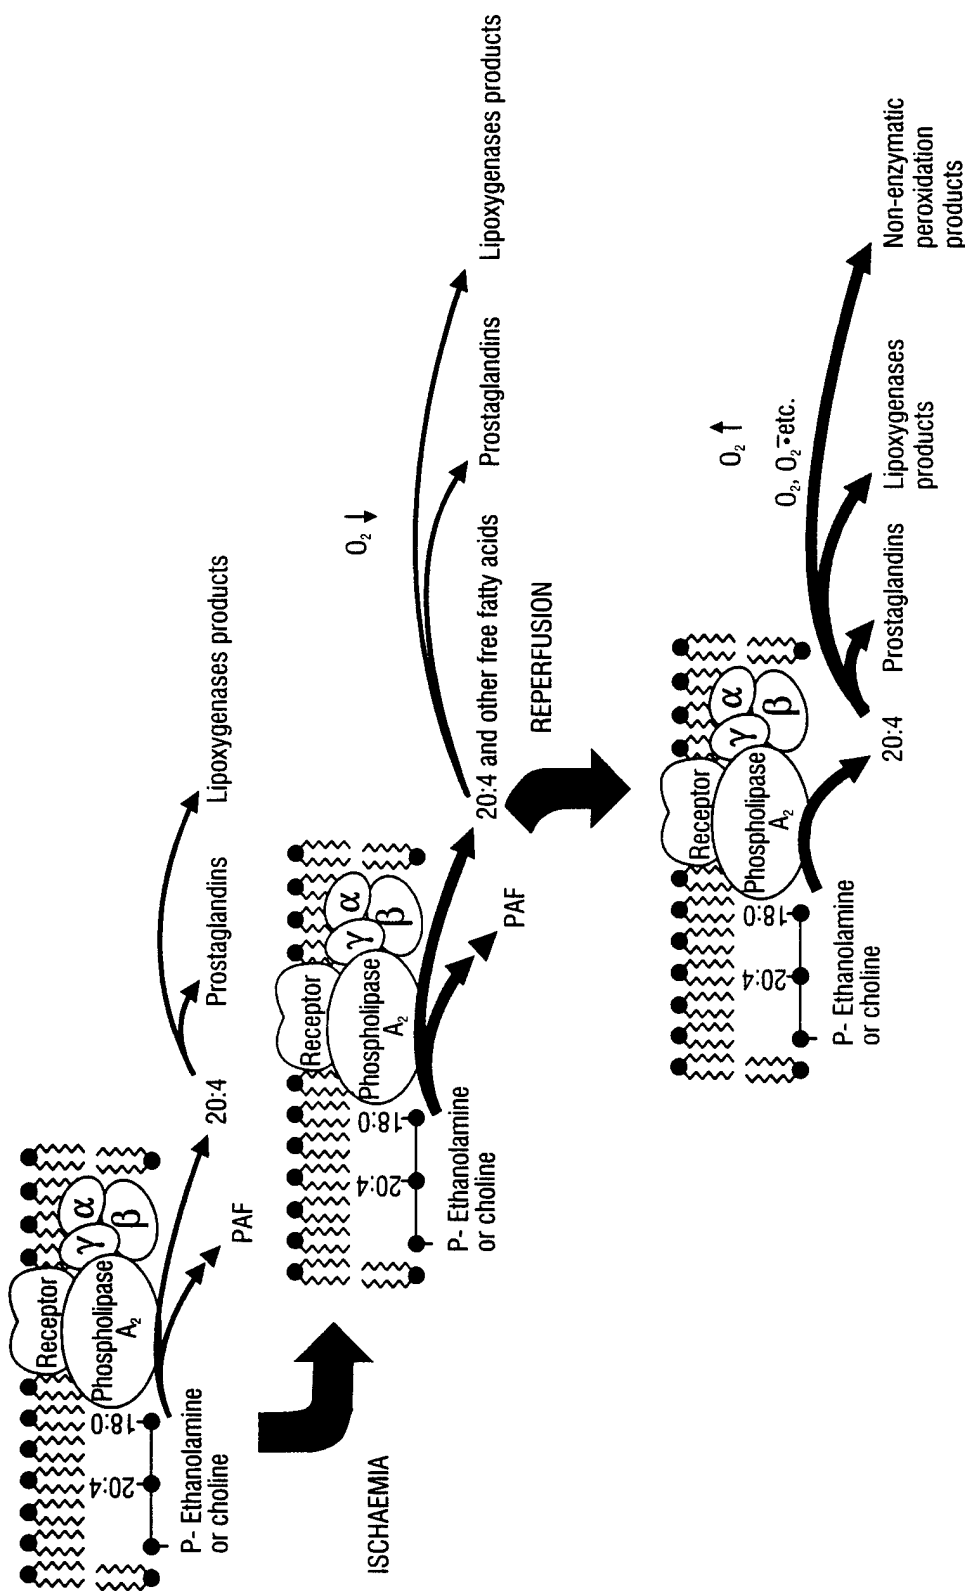 Receptor
Phospholipase
A₂
γ
α
β
18:0
20:4
P- Ethanolamine
or choline
PAF
20:4
Prostaglandins
Lipoxygenases products
ISCHAEMIA
Receptor
Phospholipase
A₂
γ
α
β
18:0
20:4
P- Ethanolamine
or choline
PAF
20:4 and other free fatty acids
O₂ ↓
Prostaglandins
Lipoxygenases products
REPERFUSION
Receptor
Phospholipase
A₂
γ
α
β
18:0
20:4
P- Ethanolamine
or choline
20:4
O₂ ↑
O₂, O₂⁻• etc.
Prostaglandins
Lipoxygenases
products
Non-enzymatic
peroxidation
products